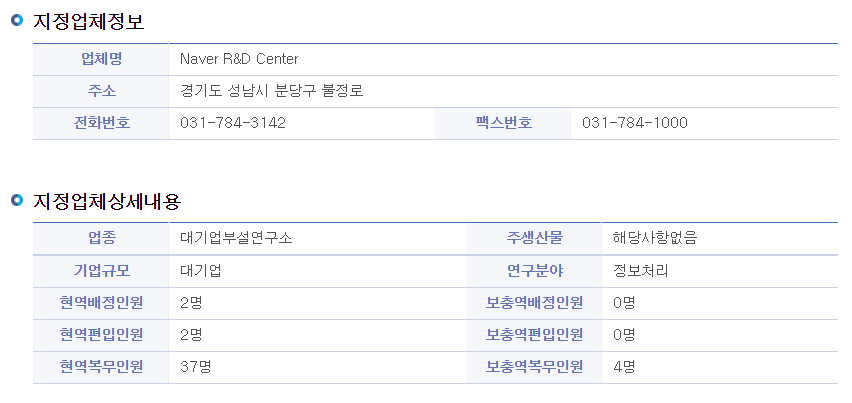 지정업체정보
업체명 Naver R&D Center
주소 경기도 성남시 분당구 불정로
전화번호 031-784-3142 팩스번호 031-784-1000
지정업체상세내용
업종 대기업부설연구소 주생산물 해당사항없음
기업규모 대기업 연구분야 정보처리
현역배정인원 2명 보충역배정인원 0명
현역편입인원 2명 보충역편입인원 0명
현역복무인원 37명 보충역복무인원 4명